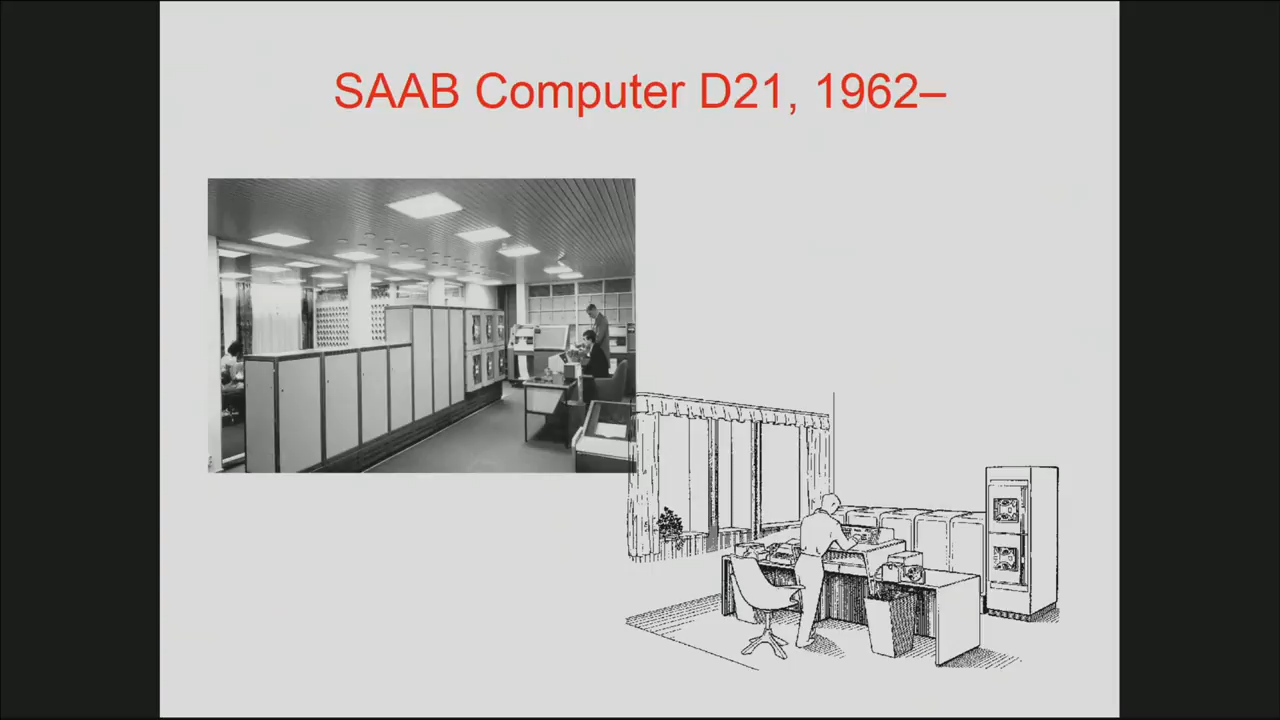 SAAB Computer D21, 1962–